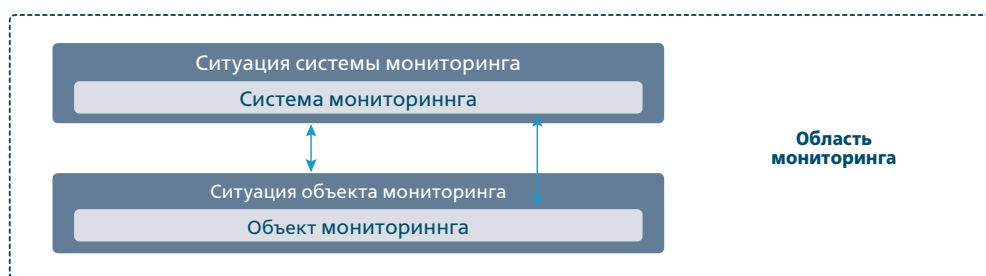 Ситуация системы мониторинга
Система мониториннга
Ситуация объекта мониторинга
Объект мониториннга
Область
мониторинга